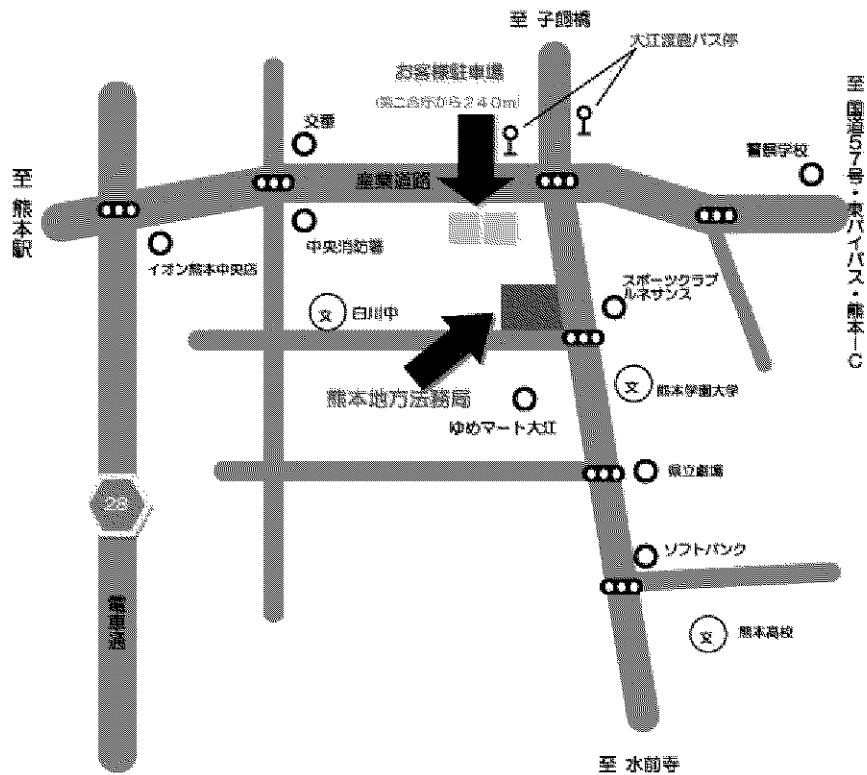 至 子飼橋
大江渡鹿バス停
お客様駐車場
(第二合庁から240m)
至 国道57号・東バイパス・熊本IC
交番
警察学校
至 熊本駅
産業道路
中央消防署
イオン熊本中央店
スポーツクラブ
ルネサンス
文 白川中
熊本地方法務局
文 熊本学園大学
ゆめマート大江
県立劇場
28
ソフトバンク
電車通
文 熊本高校
至 水前寺